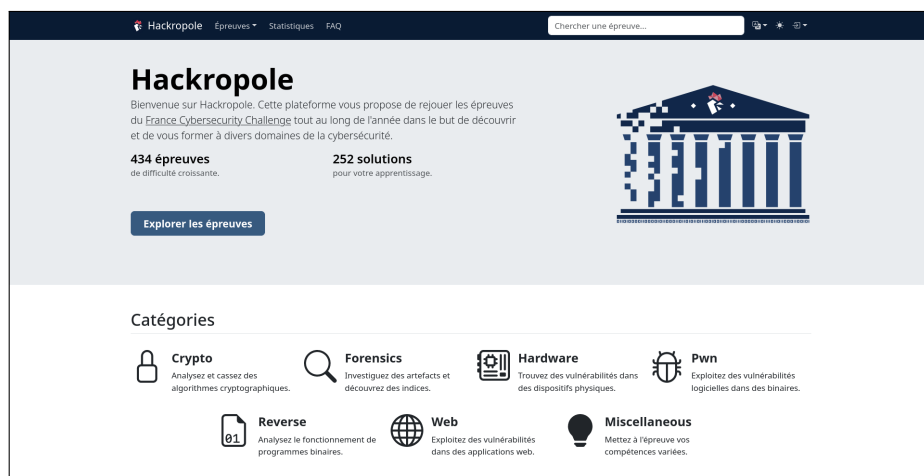 Hackropole Épreuves Statistiques FAQ Chercher une épreuve...
Hackropole
Bienvenue sur Hackropole. Cette plateforme vous propose de rejouer les épreuves
du France Cybersecurity Challenge tout au long de l'année dans le but de découvrir
et de vous former à divers domaines de la cybersécurité.
434 épreuves
de difficulté croissante.
252 solutions
pour votre apprentissage.
Explorer les épreuves
Catégories
Crypto
Analysez et cassez des
algorithmes cryptographiques.
Forensics
Investiguez des artefacts et
découvrez des indices.
Hardware
Trouvez des vulnérabilités dans
des dispositifs physiques.
Pwn
Exploitez des vulnérabilités
logicielles dans des binaires.
01
Reverse
Analysez le fonctionnement de
programmes binaires.
Web
Exploitez des vulnérabilités
dans des applications web.
Miscellaneous
Mettez à l'épreuve vos
compétences variées.